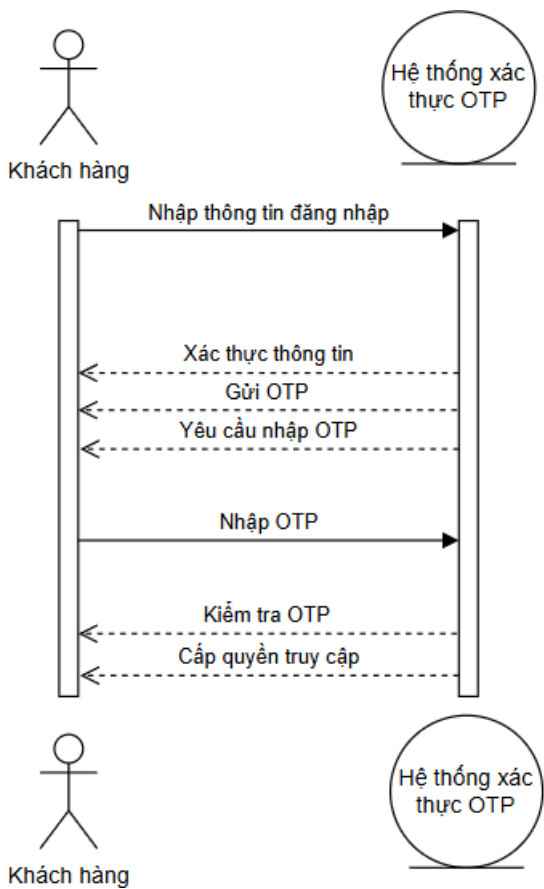 Hệ thống xác
thực OTP
Khách hàng
Nhập thông tin đăng nhập
Xác thực thông tin
Gửi OTP
Yêu cầu nhập OTP
Nhập OTP
Kiểm tra OTP
Cấp quyền truy cập
Hệ thống xác
thực OTP
Khách hàng